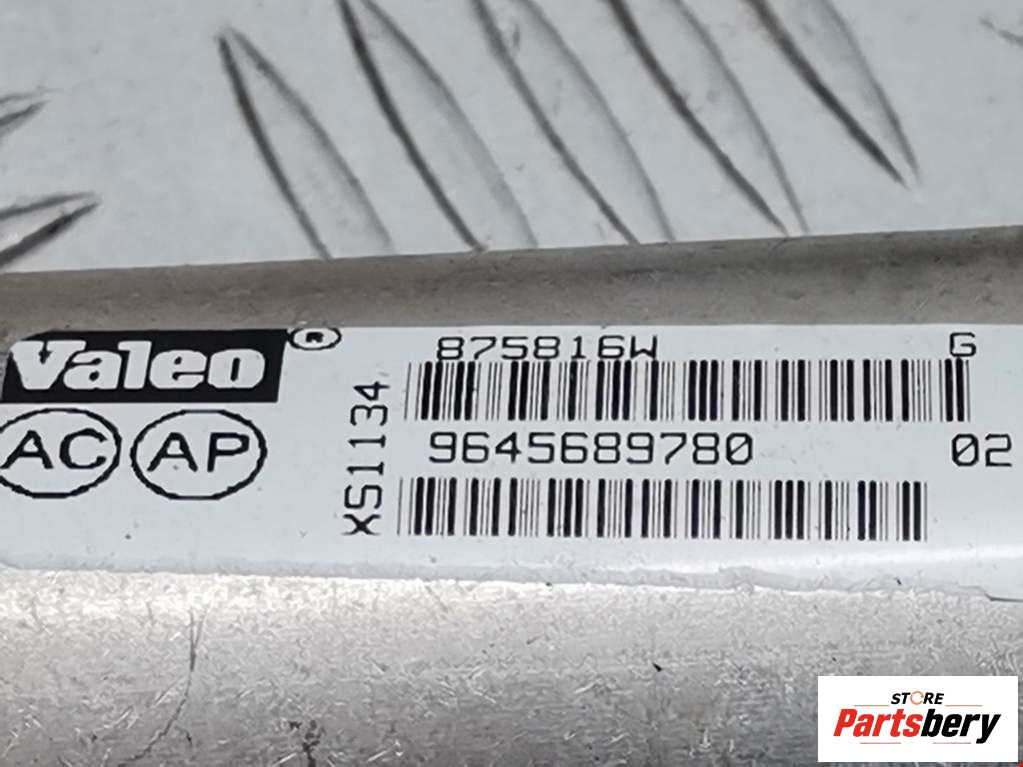 Valeo ®
875816W G
XS1134
9645689780 02
AC AP
STORE
Partsbery